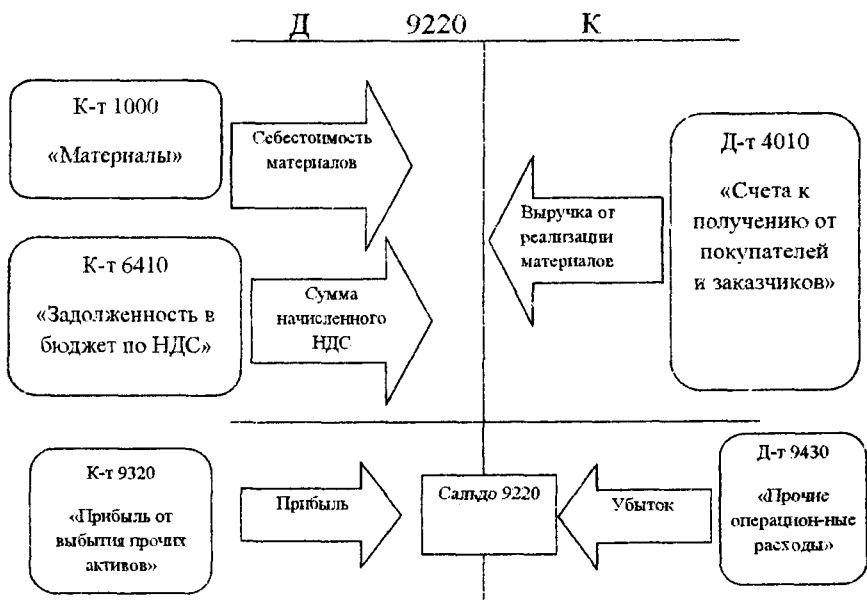 Д 9220 К
К-т 1000
«Материалы»
Себестоимость
материалов
Д-т 4010
«Счета к
получению от
покупателей
и заказчиков»
Выручка от
реализации
материалов
К-т 6410
«Задолженность в
бюджет по НДС»
Сумма
начисленного
НДС
К-т 9320
«Прибыль от
выбытия прочих
активов»
Прибыль
Сальдо 9220
Убыток
Д-т 9430
«Прочие
операцион-ные
расходы»